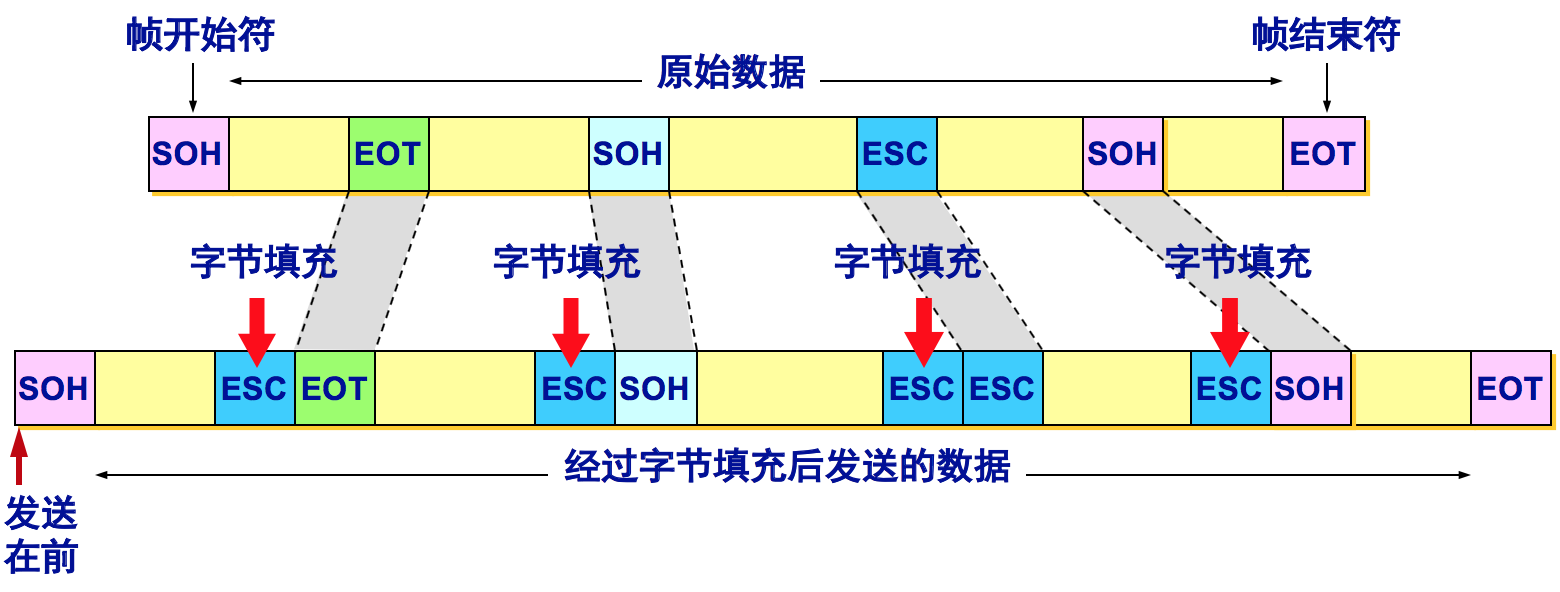 帧开始符
帧结束符
原始数据
SOH EOT SOH ESC SOH EOT
字节填充 字节填充 字节填充 字节填充
SOH ESC EOT ESC SOH ESC ESC ESC SOH EOT
经过字节填充后发送的数据
发送
在前